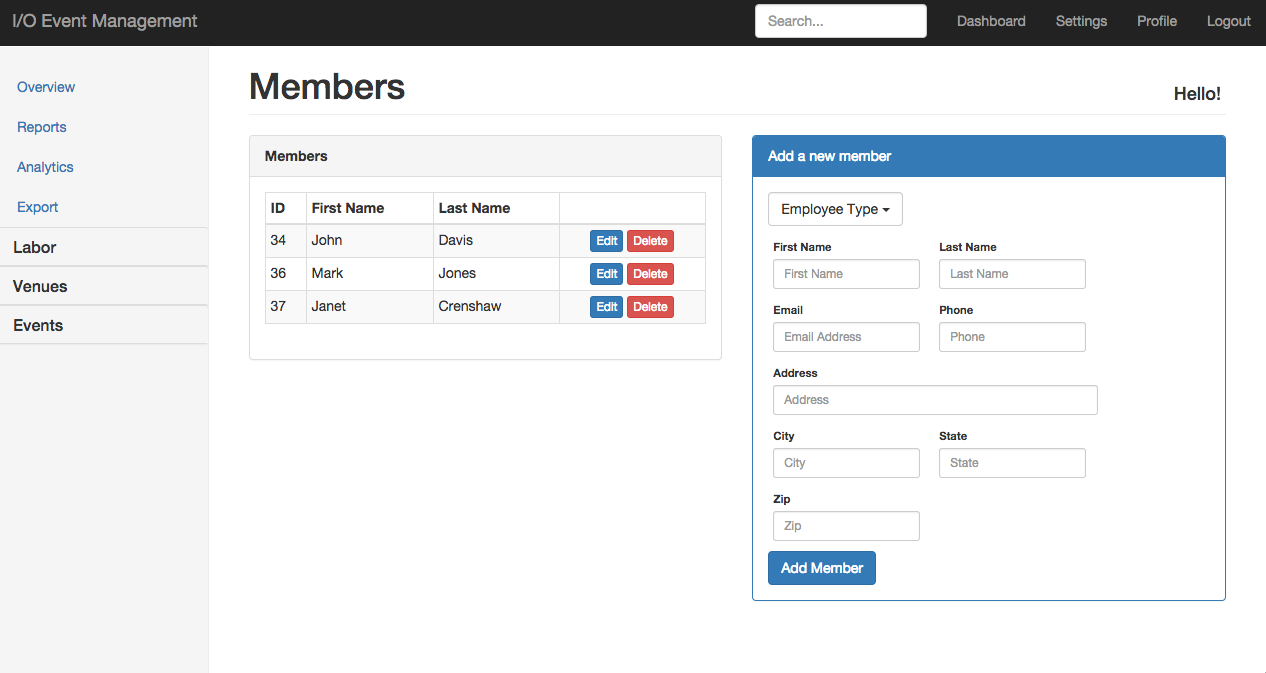 I/O Event Management
Search...
Dashboard Settings Profile Logout
Overview
Reports
Analytics
Export
Labor
Venues
Events
Members
Hello!
Members
ID First Name Last Name
34 John Davis Edit Delete
36 Mark Jones Edit Delete
37 Janet Crenshaw Edit Delete
Add a new member
Employee Type
First Name Last Name
First Name Last Name
Email Phone
Email Address Phone
Address
Address
City State
City State
Zip
Zip
Add Member